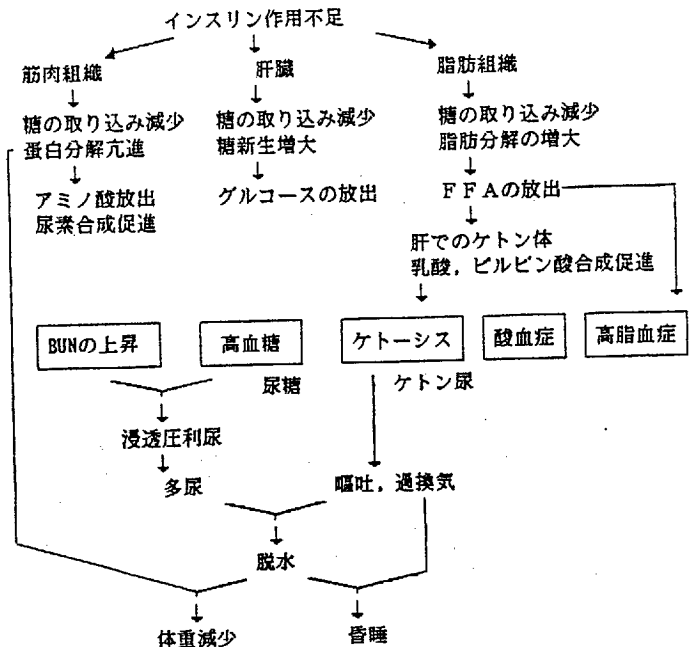 インスリン作用不足
筋肉組織
肝臓
脂肪組織
糖の取り込み減少
蛋白分解亢進
糖の取り込み減少
糖新生増大
糖の取り込み減少
脂肪分解の増大
アミノ酸放出
尿素合成促進
グルコースの放出
FFAの放出
肝でのケトン体
乳酸,ピルビン酸合成促進
BUNの上昇
高血糖
ケトーシス
酸血症
高脂血症
尿糖
ケトン尿
浸透圧利尿
多尿
嘔吐,過換気
脱水
体重減少
昏睡